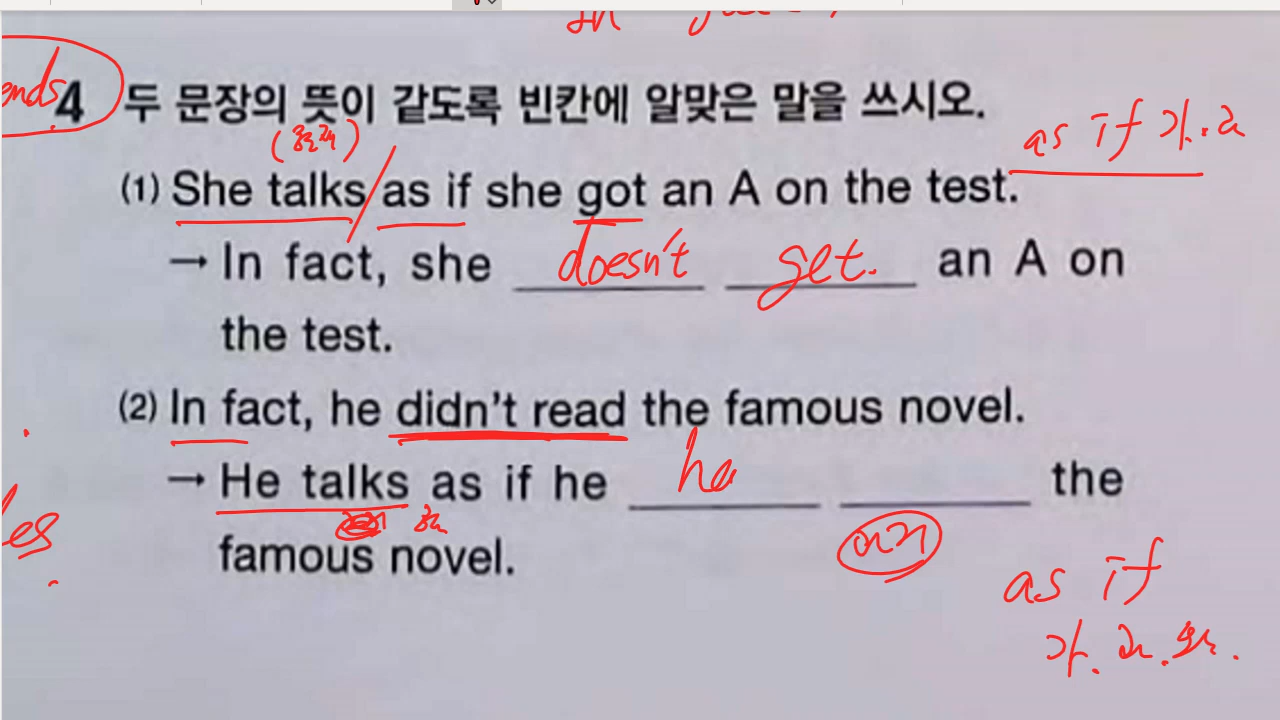 4 두 문장의 뜻이 같도록 빈칸에 알맞은 말을 쓰시오.
as if 가.과
(현재)
(1) She talks/as if she got an A on the test.
→ In fact, she doesn't get. an A on
the test.
(2) In fact, he didn't read the famous novel.
→ He talks as if he ha the
famous novel.
as if
가.과.완.